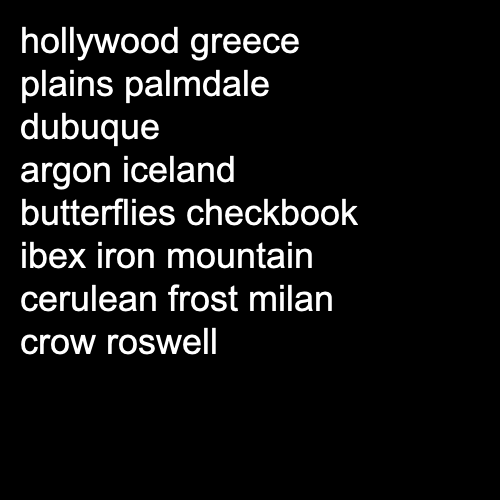 hollywood greece
plains palmdale
dubuque
argon iceland
butterflies checkbook
ibex iron mountain
cerulean frost milan
crow roswell